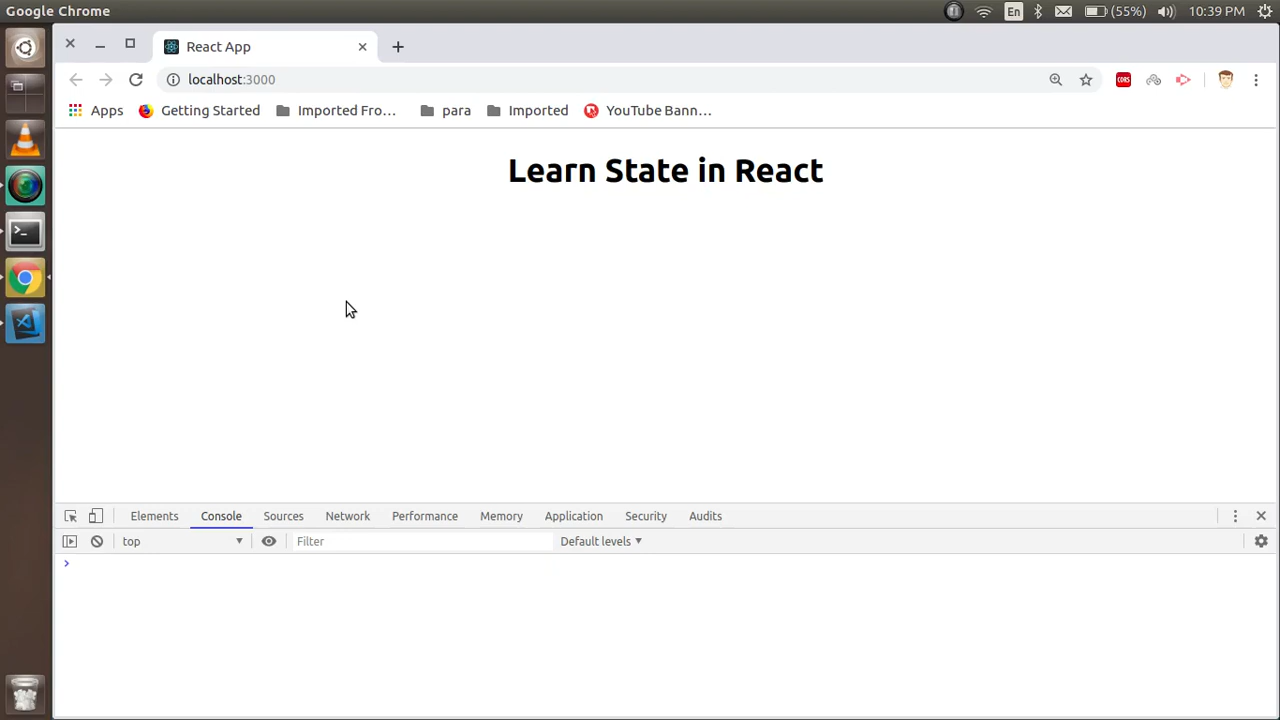 Google Chrome
En
(55%)
10:39 PM
React App
localhost:3000
CORS
Apps
Getting Started
Imported Fro...
para
Imported
YouTube Bann...
Learn State in React
Elements
Console
Sources
Network
Performance
Memory
Application
Security
Audits
top
Filter
Default levels